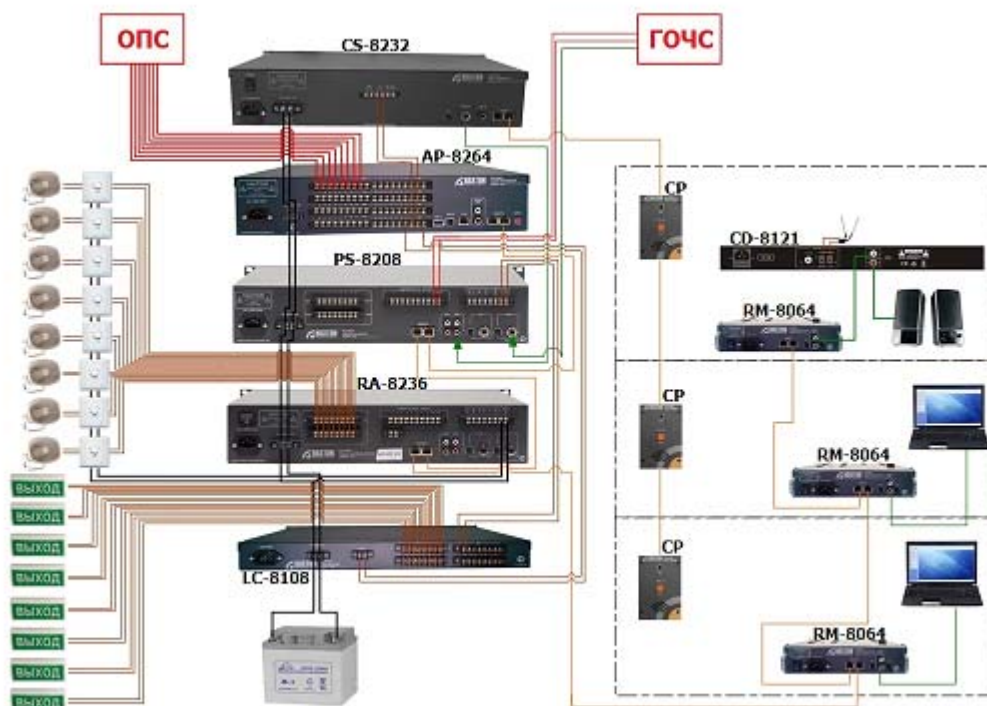 ОПС
CS-8232
ГОЧС
AP-8264
CP
CD-8121
PS-8208
RM-8064
RA-8236
CP
RM-8064
LC-8108
CP
RM-8064
ВЫХОД
ВЫХОД
ВЫХОД
ВЫХОД
ВЫХОД
ВЫХОД
ВЫХОД
ВЫХОД